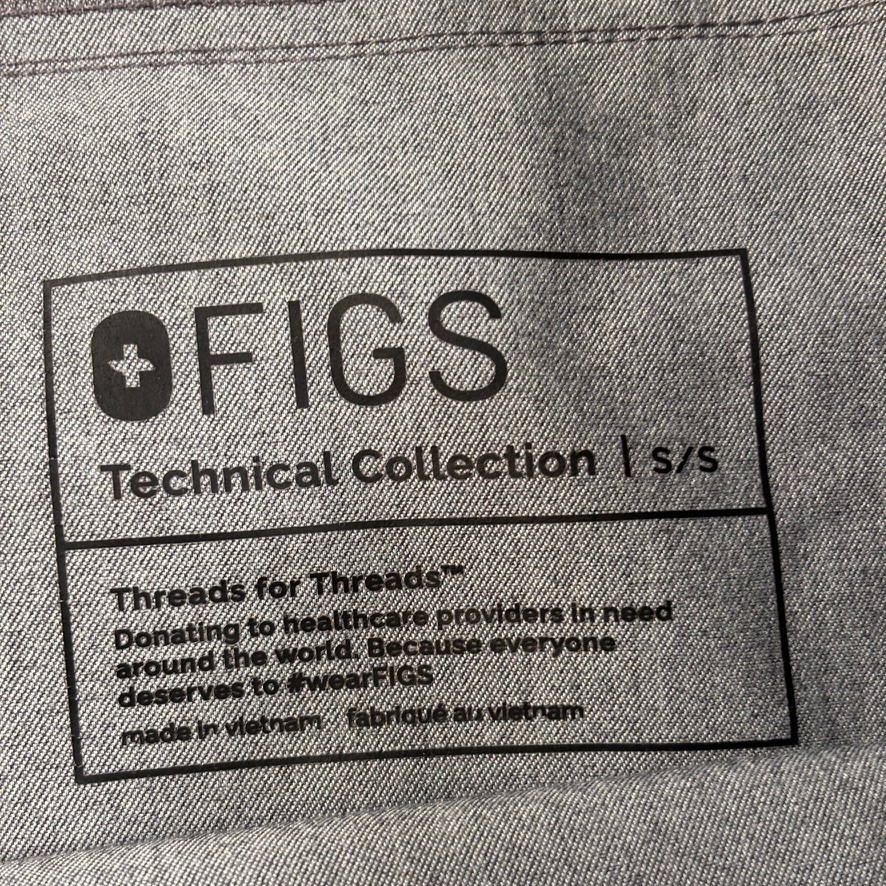 FIGS
Technical Collection | S/S
Threads for Threads™
Donating to healthcare providers in need
around the world. Because everyone
deserves to #wearFIGS
made in vietnam fabriqué au vietnam